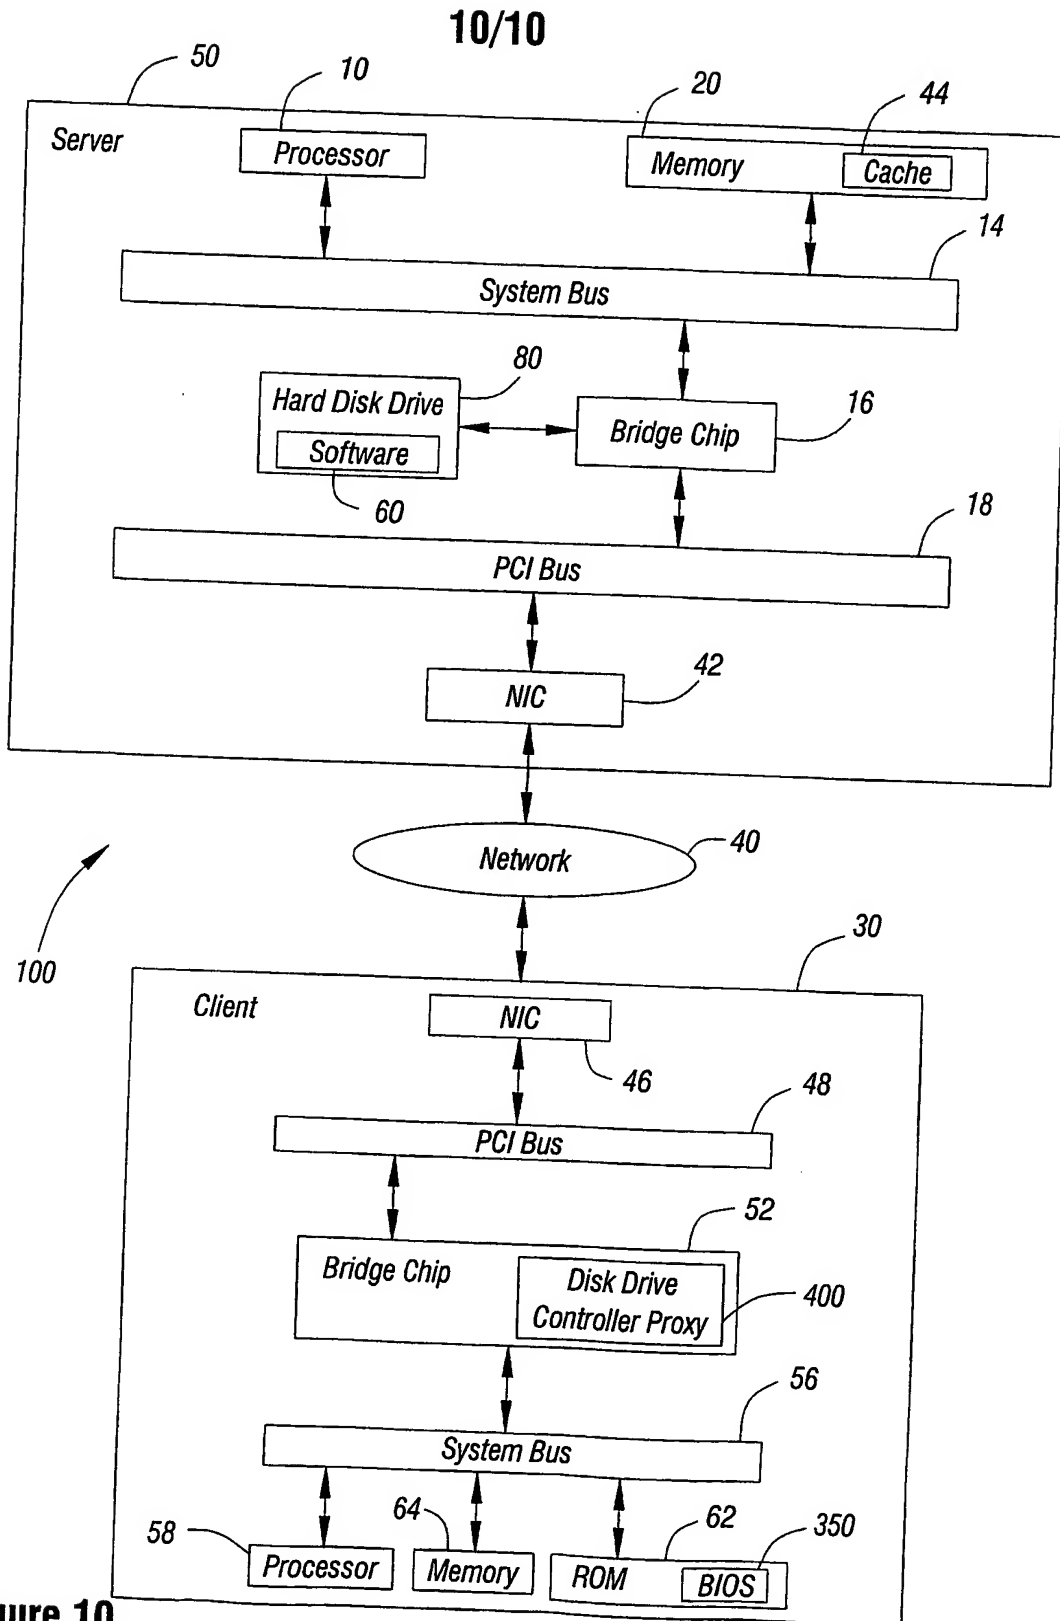 10/10
50
10
20
44
Server
Processor
Memory
Cache
14
System Bus
80
Hard Disk Drive
16
Bridge Chip
Software
60
18
PCI Bus
42
NIC
40
Network
100
30
Client
NIC
46
48
PCI Bus
52
Bridge Chip
Disk Drive
Controller Proxy
400
56
System Bus
58
64
62
350
Processor
Memory
ROM
BIOS
10